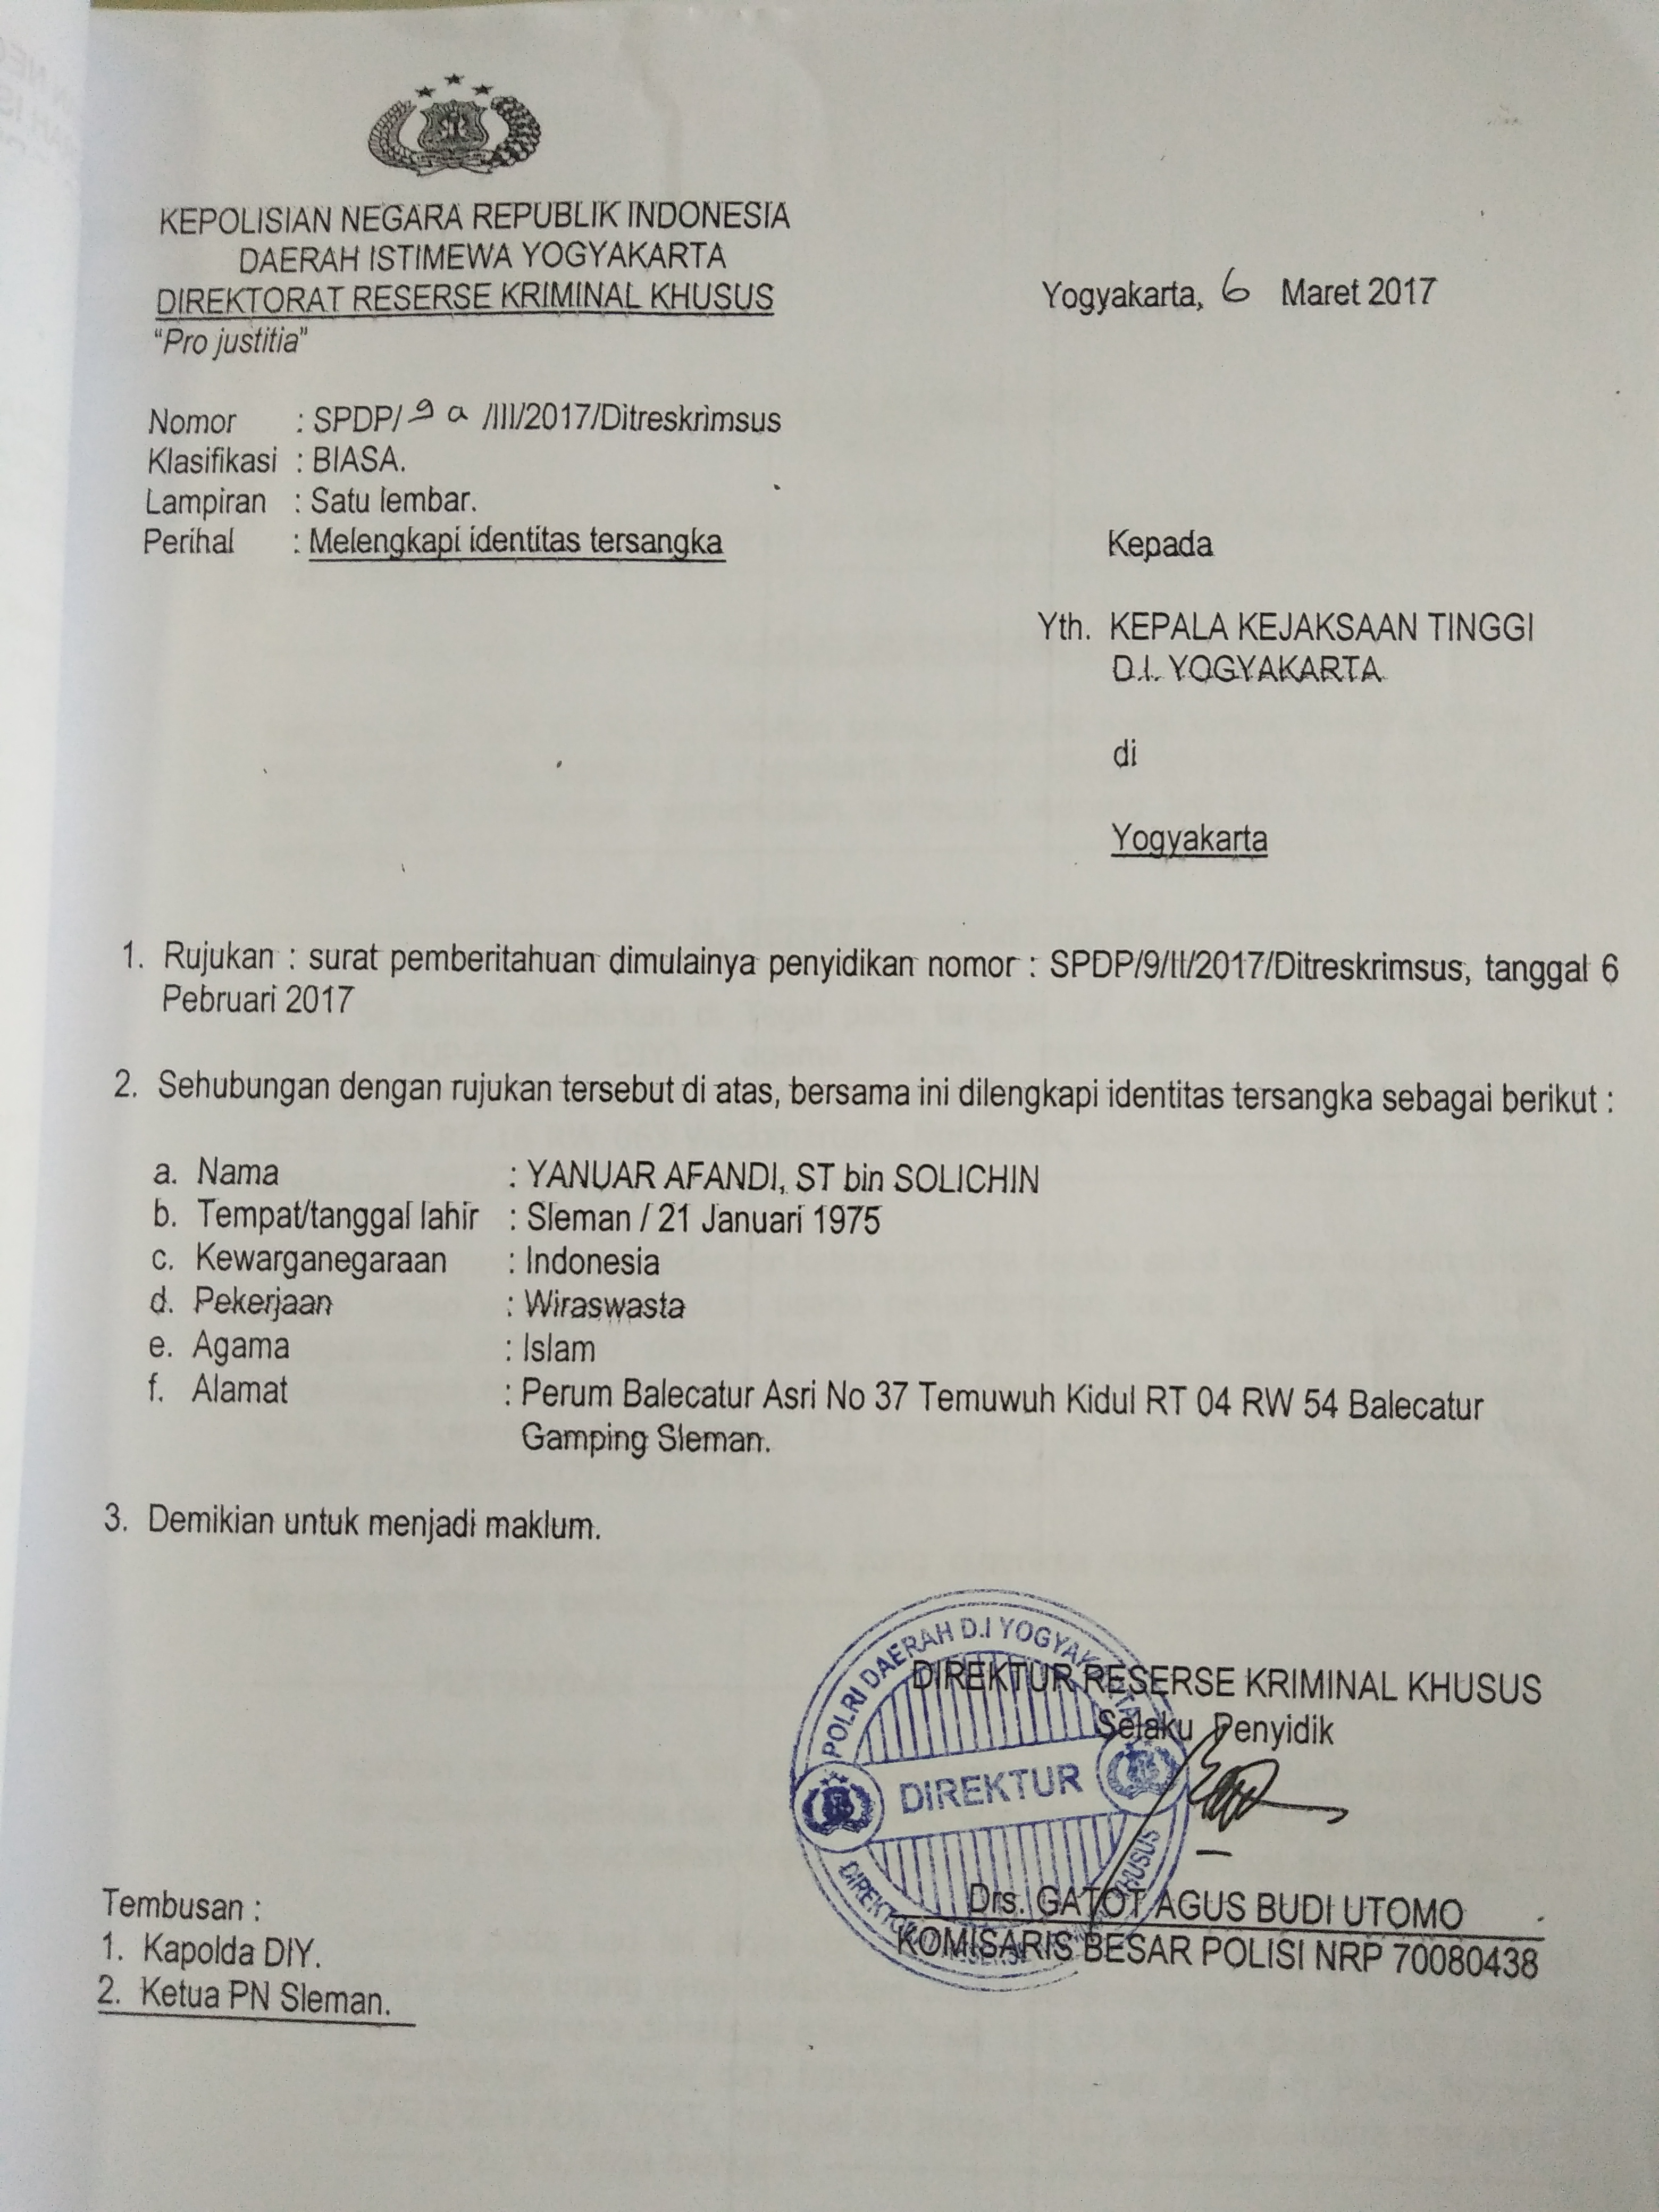 KEPOLISIAN NEGARA REPUBLIK INDONESIA
DAERAH ISTIMEWA YOGYAKARTA
DIREKTORAT RESERSE KRIMINAL KHUSUS
"Pro justitia"
Yogyakarta, 6 Maret 2017
Nomor : SPDP/ 9 a /III/2017/Ditreskrimsus
Klasifikasi : BIASA.
Lampiran : Satu lembar.
Perihal : Melengkapi identitas tersangka
Kepada
Yth. KEPALA KEJAKSAAN TINGGI
D.I. YOGYAKARTA
di
Yogyakarta
1. Rujukan : surat pemberitahuan dimulainya penyidikan nomor : SPDP/9/II/2017/Ditreskrimsus, tanggal 6
Pebruari 2017
2. Sehubungan dengan rujukan tersebut di atas, bersama ini dilengkapi identitas tersangka sebagai berikut :
a. Nama : YANUAR AFANDI, ST bin SOLICHIN
b. Tempat/tanggal lahir : Sleman / 21 Januari 1975
c. Kewarganegaraan : Indonesia
d. Pekerjaan : Wiraswasta
e. Agama : Islam
f. Alamat : Perum Balecatur Asri No 37 Temuwuh Kidul RT 04 RW 54 Balecatur
Gamping Sleman.
3. Demikian untuk menjadi maklum.
POLRI DAERAH D.I YOGYAKARTA
DIREKTUR
KHUSUS
DIREKTUR RESERSE KRIMINAL KHUSUS
Selaku Penyidik
Drs. GATOT AGUS BUDI UTOMO
KOMISARIS BESAR POLISI NRP 70080438
Tembusan :
1. Kapolda DIY.
2. Ketua PN Sleman.